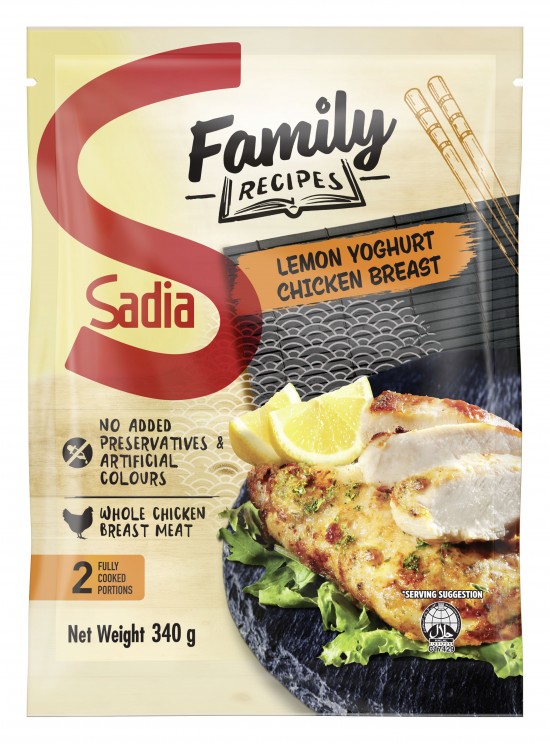 Family
RECIPES
LEMON YOGHURT
CHICKEN BREAST
Sadia
NO ADDED
PRESERVATIVES &
ARTIFICIAL
COLOURS
WHOLE CHICKEN
BREAST MEAT
2 FULLY
COOKED
PORTIONS
*SERVING SUGGESTION
Net Weight 340 g